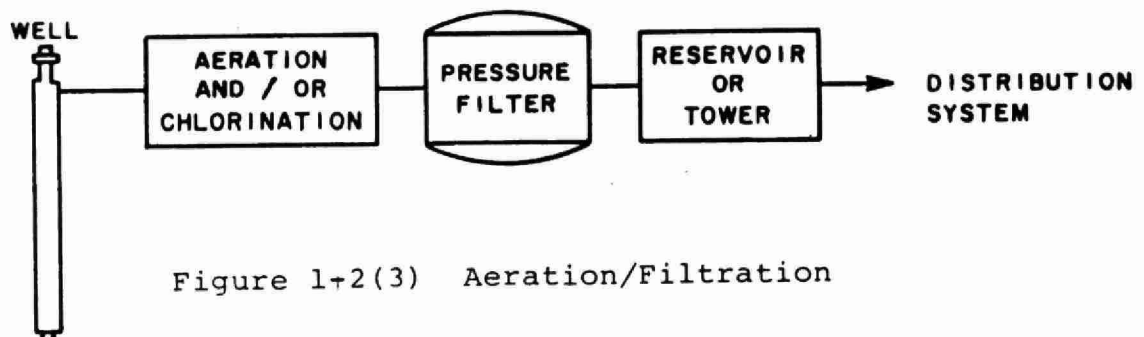 WELL
AERATION
AND / OR
CHLORINATION
PRESSURE
FILTER
RESERVOIR
OR
TOWER
DISTRIBUTION
SYSTEM
Figure 1-2(3) Aeration/Filtration